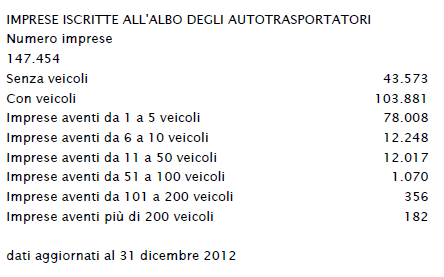 IMPRESE ISCRITTE ALL'ALBO DEGLI AUTOTRASPORTATORI
Numero imprese
147.454
Senza veicoli 43.573
Con veicoli 103.881
Imprese aventi da 1 a 5 veicoli 78.008
Imprese aventi da 6 a 10 veicoli 12.248
Imprese aventi da 11 a 50 veicoli 12.017
Imprese aventi da 51 a 100 veicoli 1.070
Imprese aventi da 101 a 200 veicoli 356
Imprese aventi più di 200 veicoli 182
dati aggiornati al 31 dicembre 2012